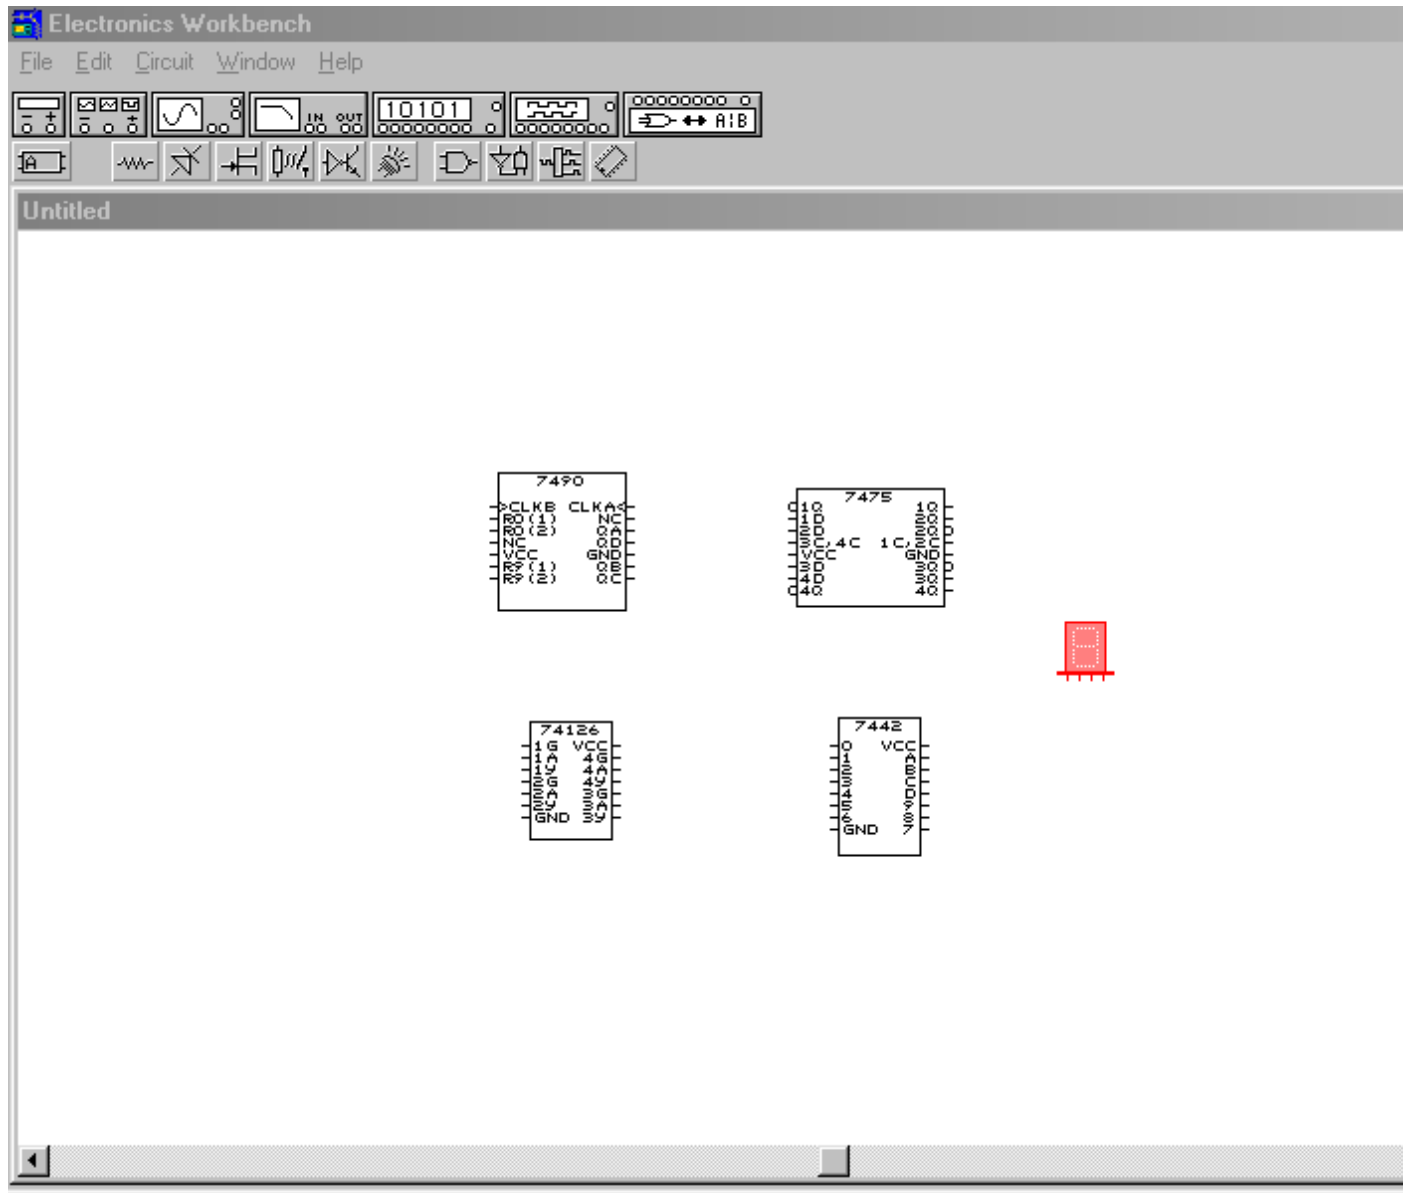 Electronics Workbench
File Edit Circuit Window Help
IN OUT 10101 A|B
A
Untitled
7490
CLKB CLKA
R0(1) NC
R0(2) QA
NC QD
VCC GND
R9(1) QB
R9(2) QC
7475
1Q 1Q
1D 2Q
2D 2Q
3C,4C 1C,2C
VCC GND
3D 3Q
4D 3Q
4Q 4Q
74126
1G VCC
1A 4G
1Y 4A
2G 4Y
2A 3G
2Y 3A
GND 3Y
7442
0 VCC
1 A
2 B
3 C
4 D
5 9
6 8
GND 7